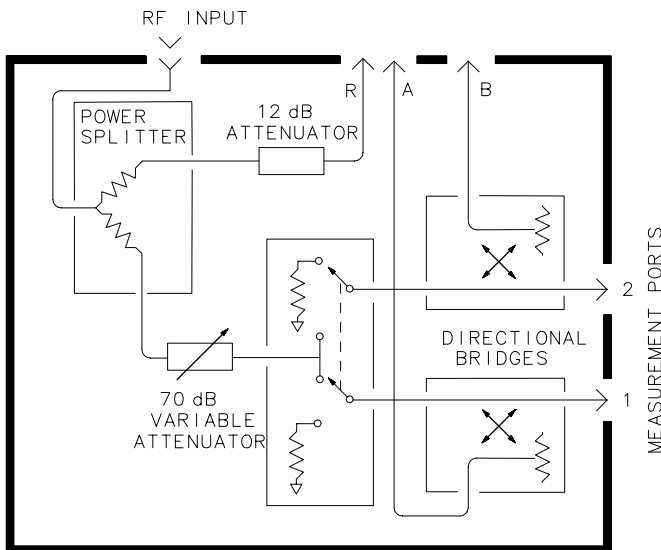 RF INPUT
R
A
B
POWER
SPLITTER
12 dB
ATTENUATOR
2
DIRECTIONAL
BRIDGES
1
MEASUREMENT PORTS
70 dB
VARIABLE
ATTENUATOR